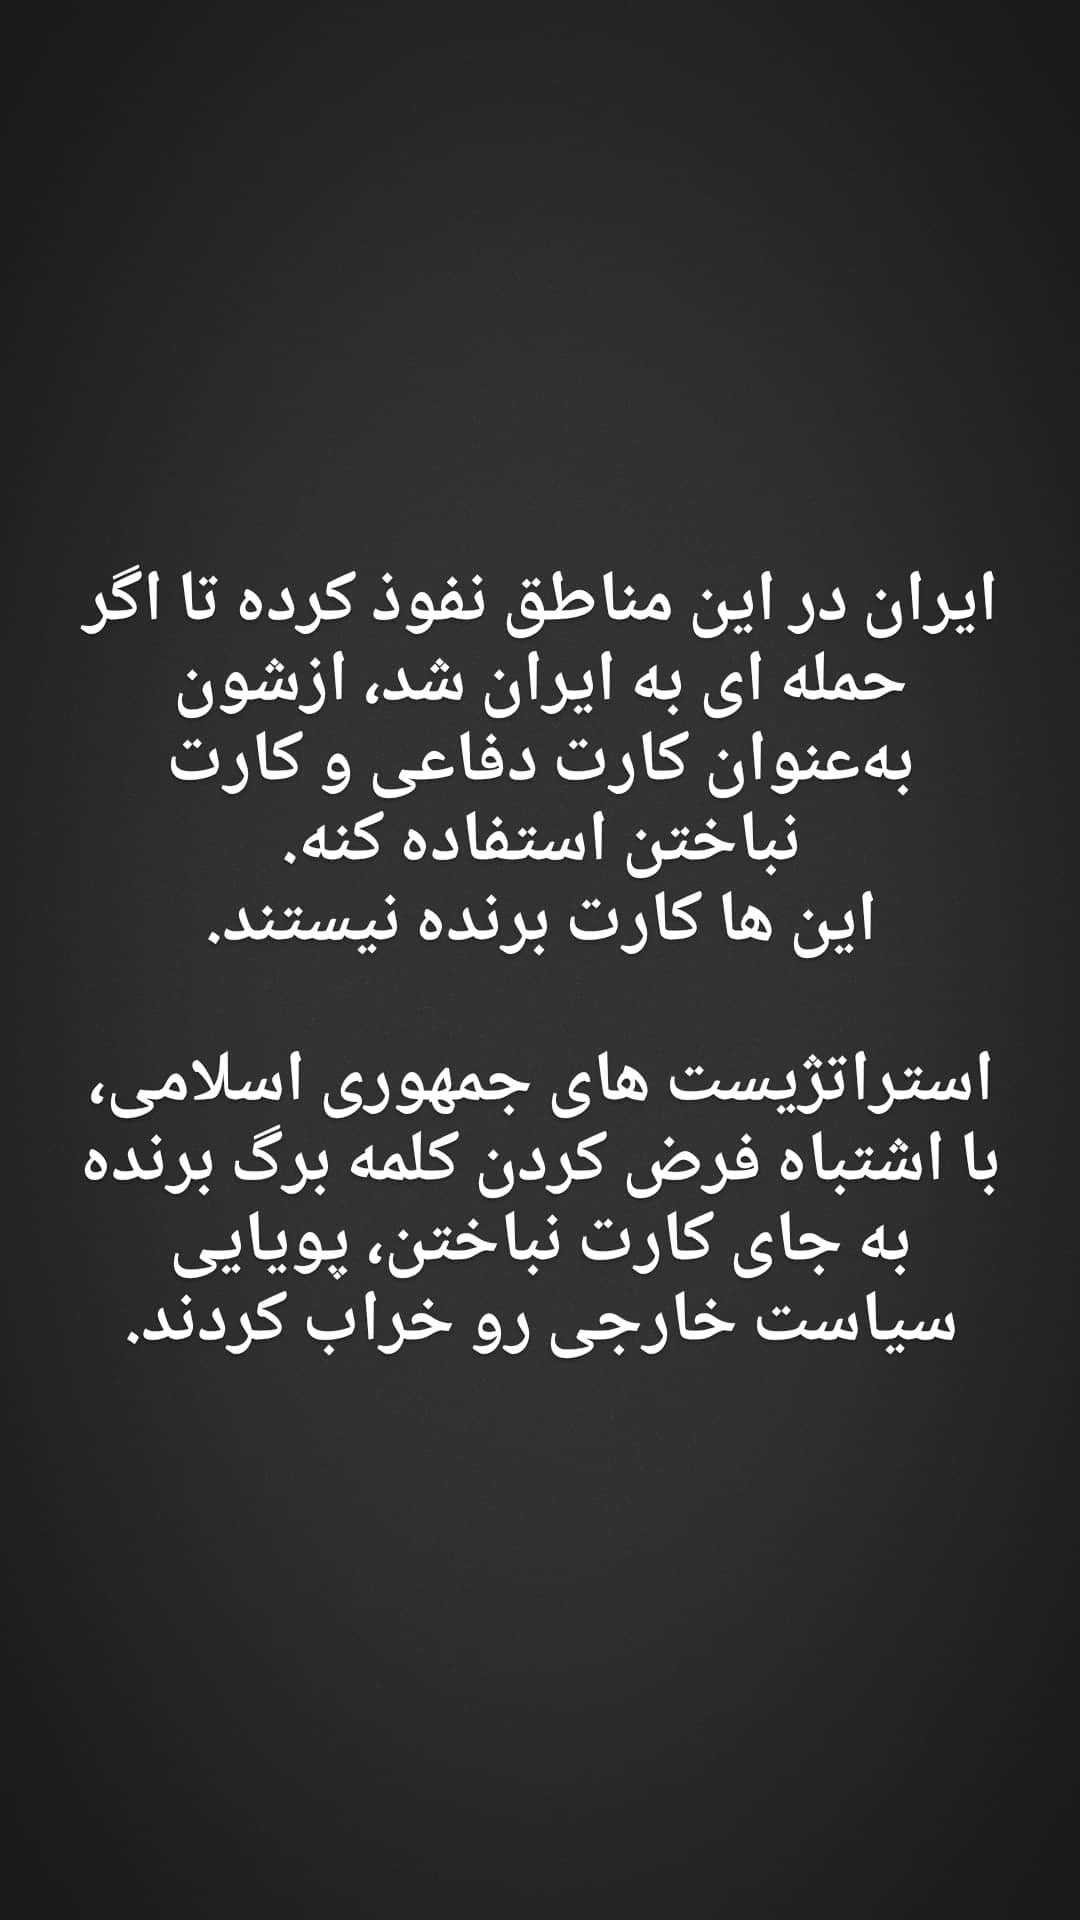 ایران در این مناطق نفوذ کرده تا اگر
حمله ای به ایران شد، ازشون
به‌عنوان کارت دفاعی و کارت
نباختن استفاده کنه.
این ها کارت برنده نیستند.
استراتژیست های جمهوری اسلامی،
با اشتباه فرض کردن کلمه برگ برنده
به جای کارت نباختن، پویایی
سیاست خارجی رو خراب کردند.